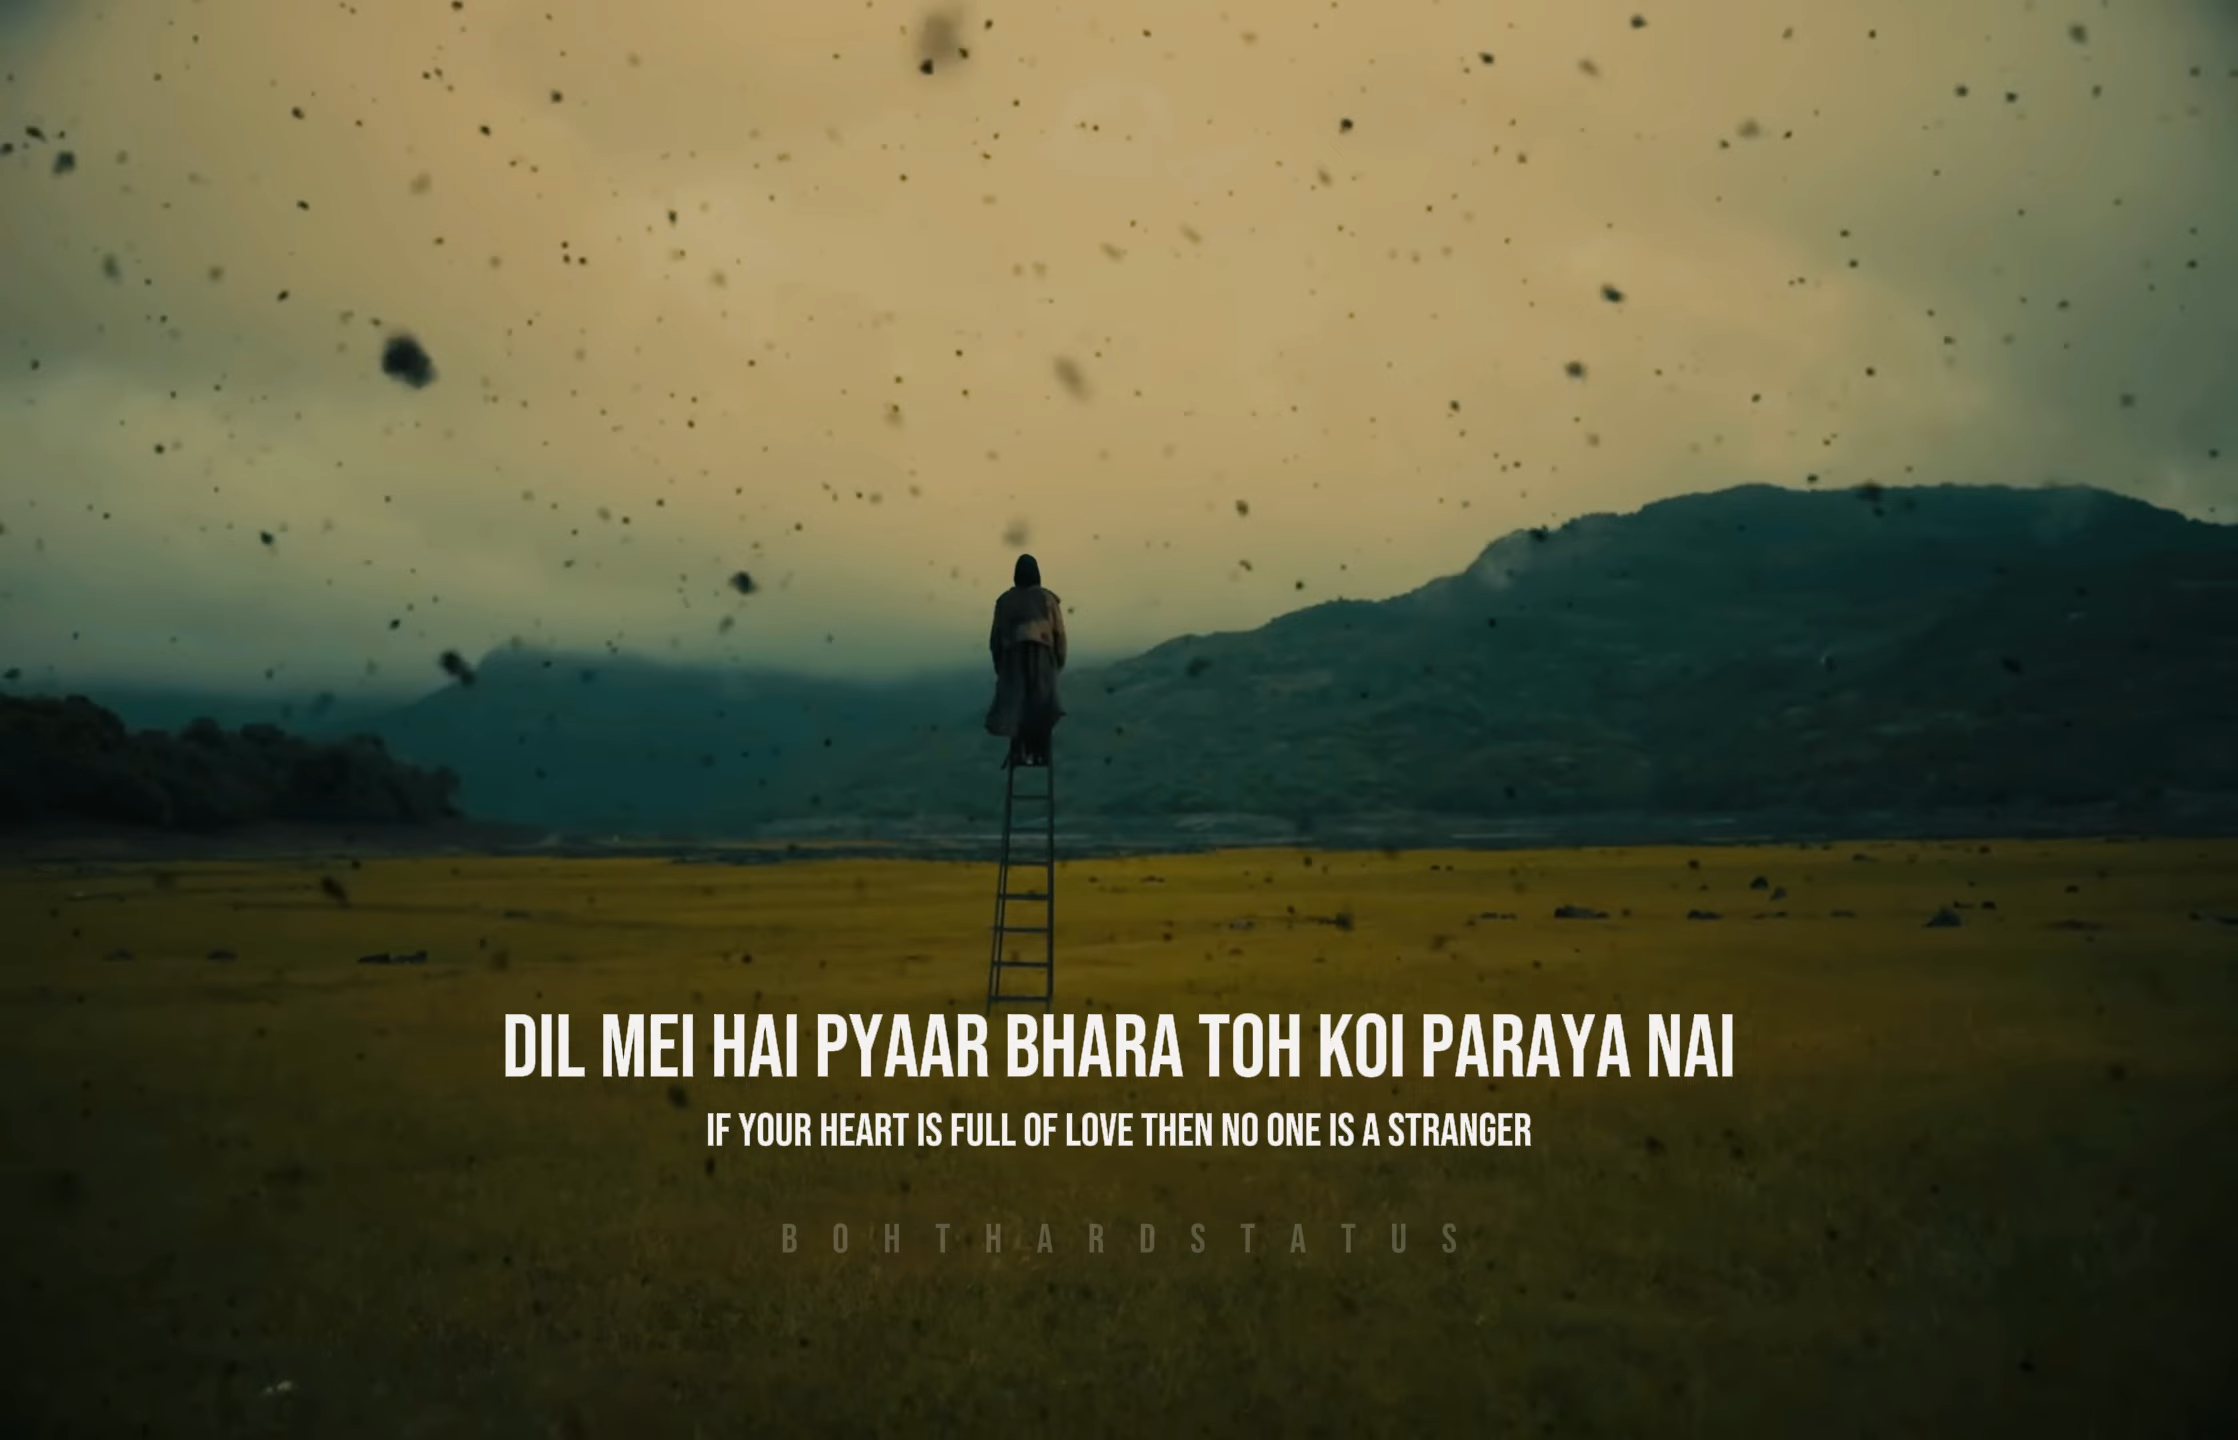 DIL MEI HAI PYAAR BHARA TOH KOI PARAYA NAI
IF YOUR HEART IS FULL OF LOVE THEN NO ONE IS A STRANGER
BOHTHARDSTATUS